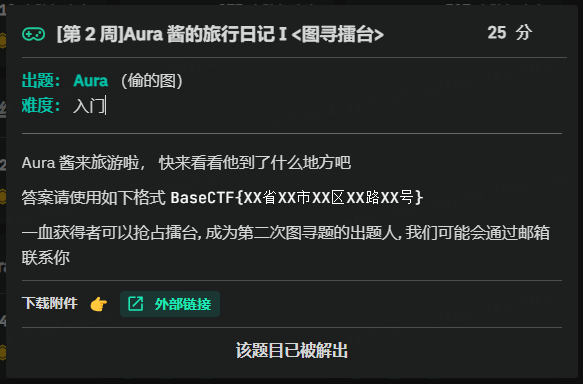 [第 2 周]Aura 酱的旅行日记 I <图寻擂台>
25 分
出题： Aura （偷的图）
难度： 入门
Aura 酱来旅游啦， 快来看看他到了什么地方吧
答案请使用如下格式 BaseCTF{XX省XX市XX区XX路XX号}
一血获得者可以抢占擂台, 成为第二次图寻题的出题人, 我们可能会通过邮箱
联系你
下载附件 👉 外部链接
该题目已被解出